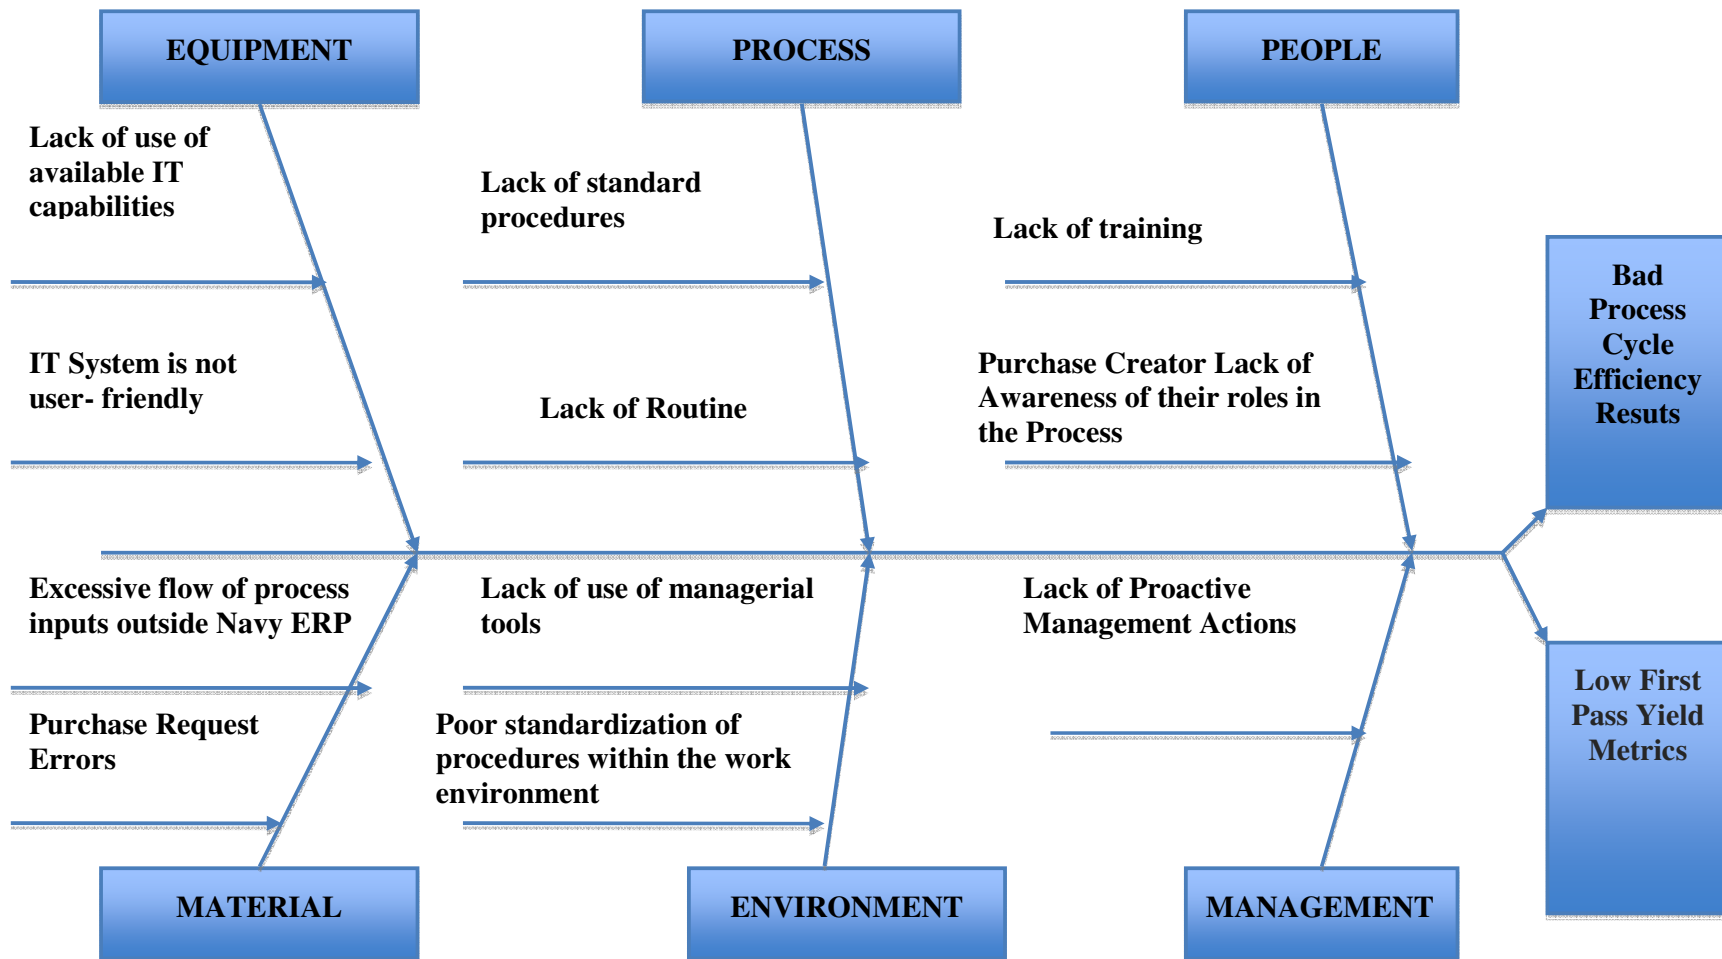 EQUIPMENT
PROCESS
PEOPLE
Lack of use of
available IT
capabilities
Lack of standard
procedures
Lack of training
Bad
Process
Cycle
Efficiency
Resuts
IT System is not
user- friendly
Lack of Routine
Purchase Creator Lack of
Awareness of their roles in
the Process
Excessive flow of process
inputs outside Navy ERP
Lack of use of managerial
tools
Lack of Proactive
Management Actions
Low First
Pass Yield
Metrics
Purchase Request
Errors
Poor standardization of
procedures within the work
environment
MATERIAL
ENVIRONMENT
MANAGEMENT